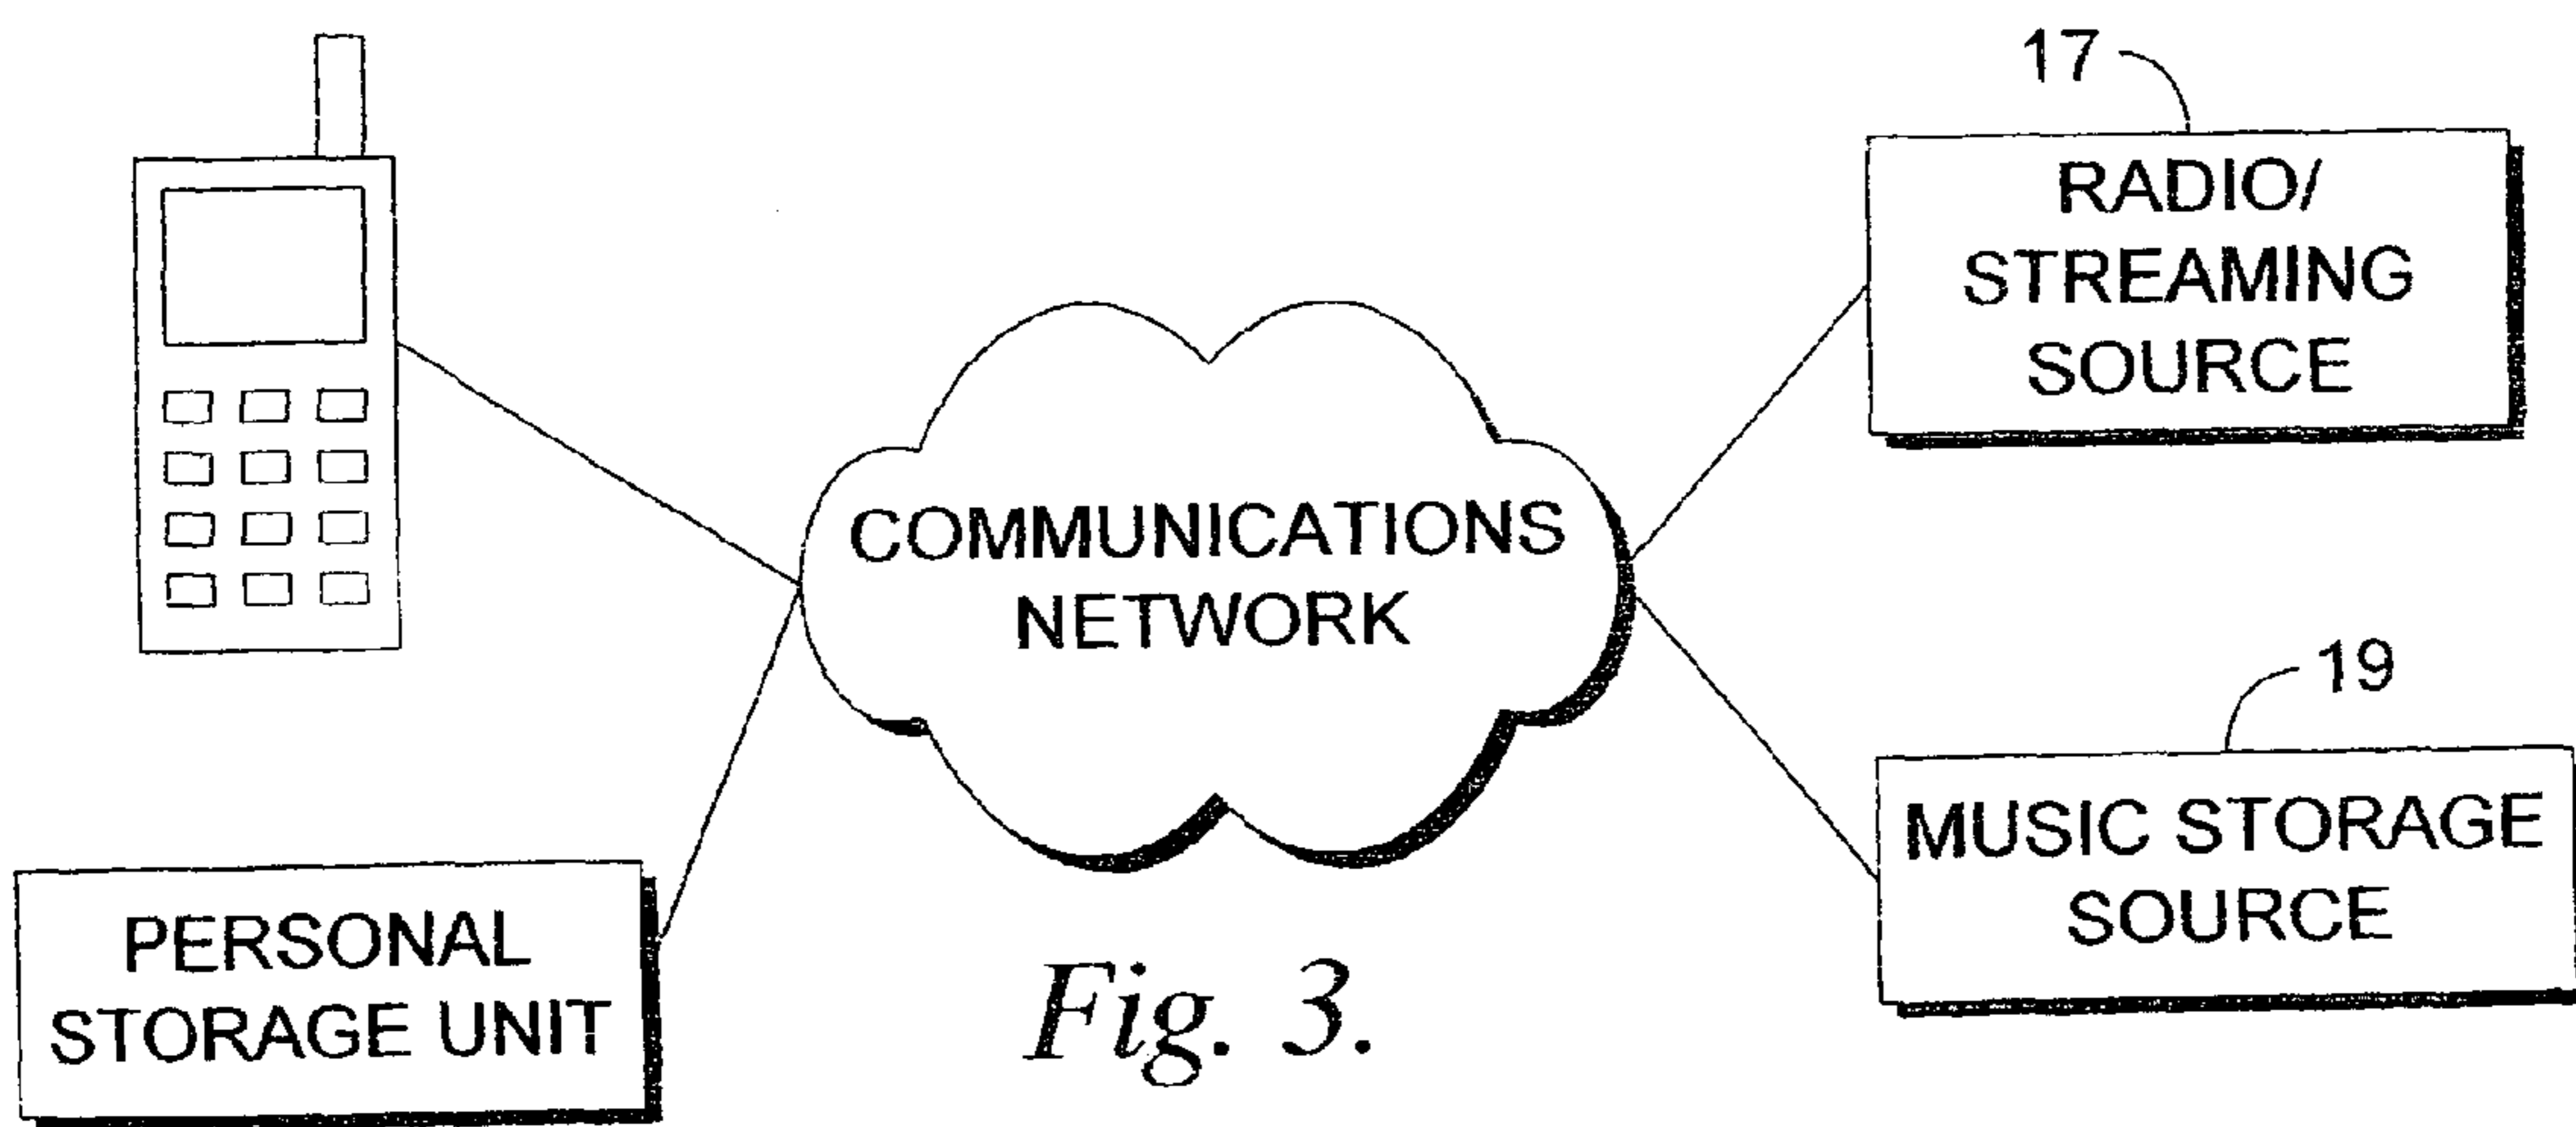 17
RADIO/
STREAMING
SOURCE
COMMUNICATIONS
NETWORK
19
MUSIC STORAGE
SOURCE
PERSONAL
STORAGE UNIT
Fig. 3.